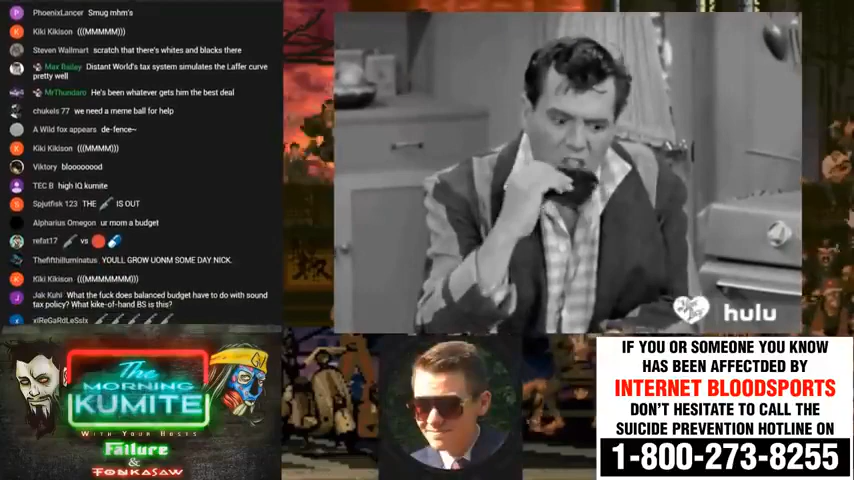 PhoenixLancer Smug mhm's
Kiki Kikison (((MMMMM)))
Steven Wallmart scratch that there's whites and blacks there
Max Bailey Distant World's tax system simulates the Laffer curve
pretty well
MrThundaro He's been whatever gets him the best deal
chukels 77 we need a meme ball for help
A Wild fox appears de-fence~
Kiki Kikison (((MMMM)))
Viktory bloooooood
TEC B high IQ kumite
Spjutfisk 123 THE IS OUT
Alpharius Omegon ur mom a budget
refat17 vs
Thefifthilluminatus YOULL GROW UONM SOME DAY NICK.
Kiki Kikison (((MMMMMMM)))
Jak Kuhl What the fuck does balanced budget have to do with sound
tax policy? What kike-of-hand BS is this?
xIReGaRdLeSsIx
hulu
The
MORNING
KUMITE
WITH YOUR HOSTS
Failure
&
TONKASAW
IF YOU OR SOMEONE YOU KNOW
HAS BEEN AFFECTDED BY
INTERNET BLOODSPORTS
DON'T HESITATE TO CALL THE
SUICIDE PREVENTION HOTLINE ON
1-800-273-8255